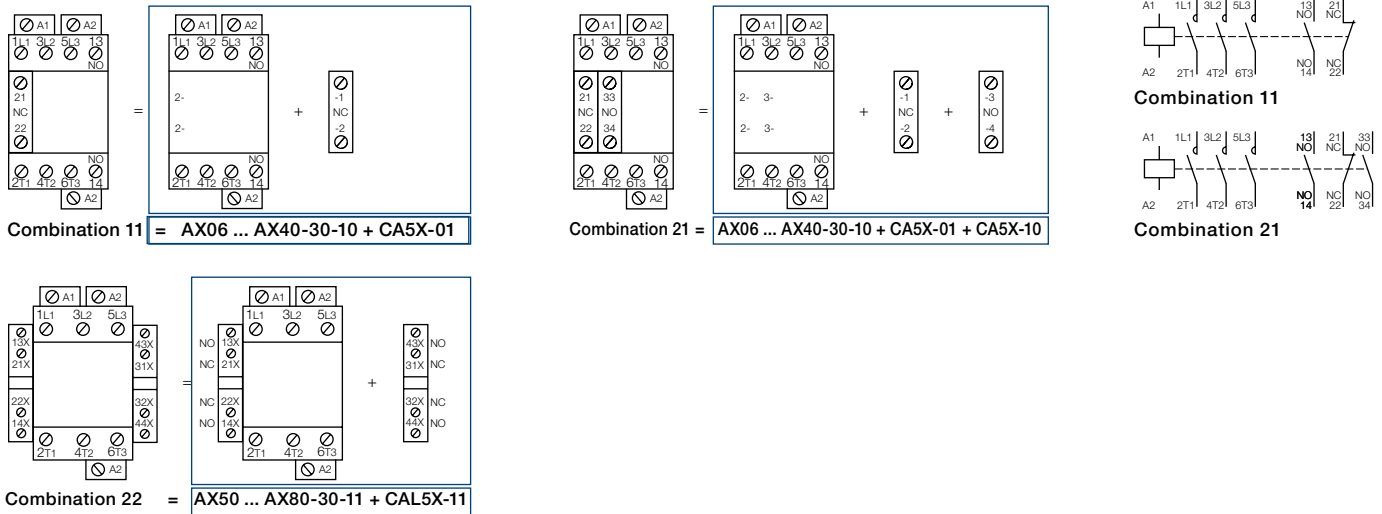 A1 A2
1L1 3L2 5L3 13
NO
21
NC
22
NO
2T1 4T2 6T3 14
A2
=
A1 A2
1L1 3L2 5L3 13
NO
2-
2-
NO
2T1 4T2 6T3 14
A2
+
-1
NC
-2
Combination 11 = AX06 ... AX40-30-10 + CA5X-01
A1 A2
1L1 3L2 5L3 13
NO
21 33
NC NO
22 34
NO
2T1 4T2 6T3 14
A2
=
A1 A2
1L1 3L2 5L3 13
NO
2- 3-
2- 3-
NO
2T1 4T2 6T3 14
A2
+
-1
NC
-2
+
-3
NO
-4
Combination 21 = AX06 ... AX40-30-10 + CA5X-01 + CA5X-10
A1 1L1 3L2 5L3 13 21
NO NC
NO NC
A2 2T1 4T2 6T3 14 22
Combination 11
A1 1L1 3L2 5L3 13 21 33
NO NC NO
NO NC NO
A2 2T1 4T2 6T3 14 22 34
Combination 21
A1 A2
1L1 3L2 5L3
13X 43X
21X 31X
22X 32X
14X 44X
2T1 4T2 6T3
A2
=
A1 A2
1L1 3L2 5L3
NO 13X
NC 21X
NC 22X
NO 14X
2T1 4T2 6T3
A2
+
43X NO
31X NC
32X NC
44X NO
Combination 22 = AX50 ... AX80-30-11 + CAL5X-11